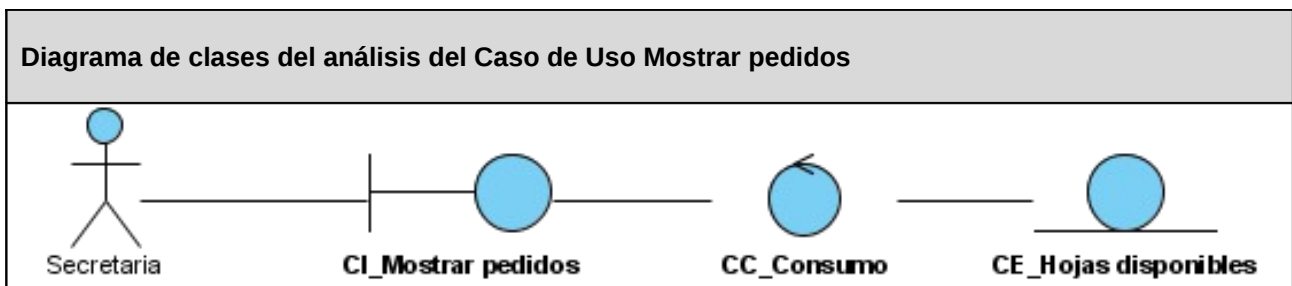 Diagrama de clases del análisis del Caso de Uso Mostrar pedidos
Secretaria CI_Mostrar pedidos CC_Consumo CE_Hojas disponibles